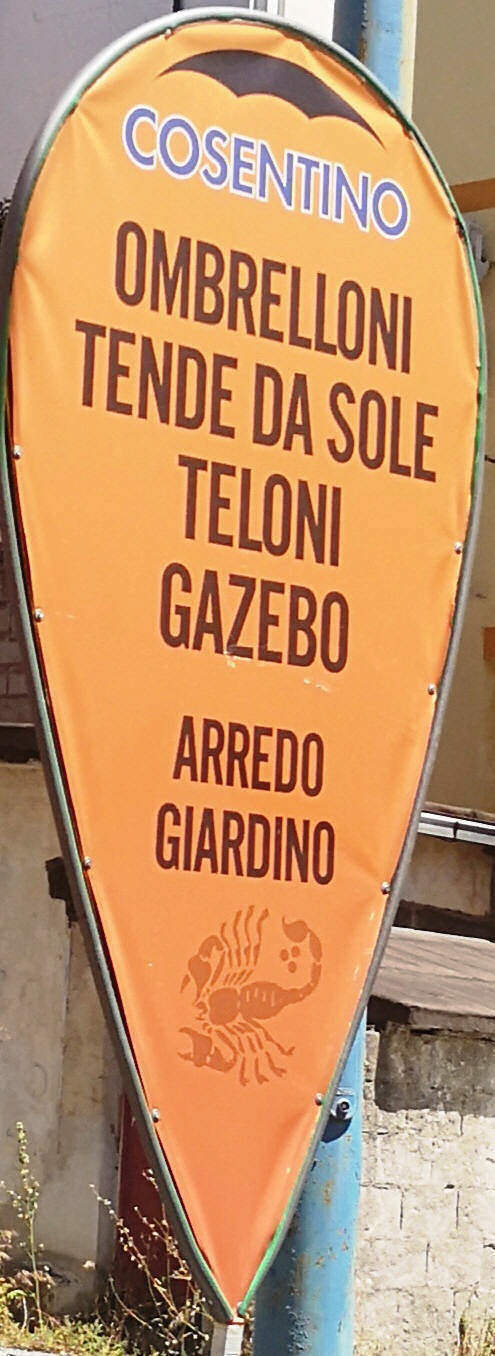 COSENTINO
OMBRELLONI
TENDE DA SOLE
TELONI
GAZEBO
ARREDO
GIARDINO